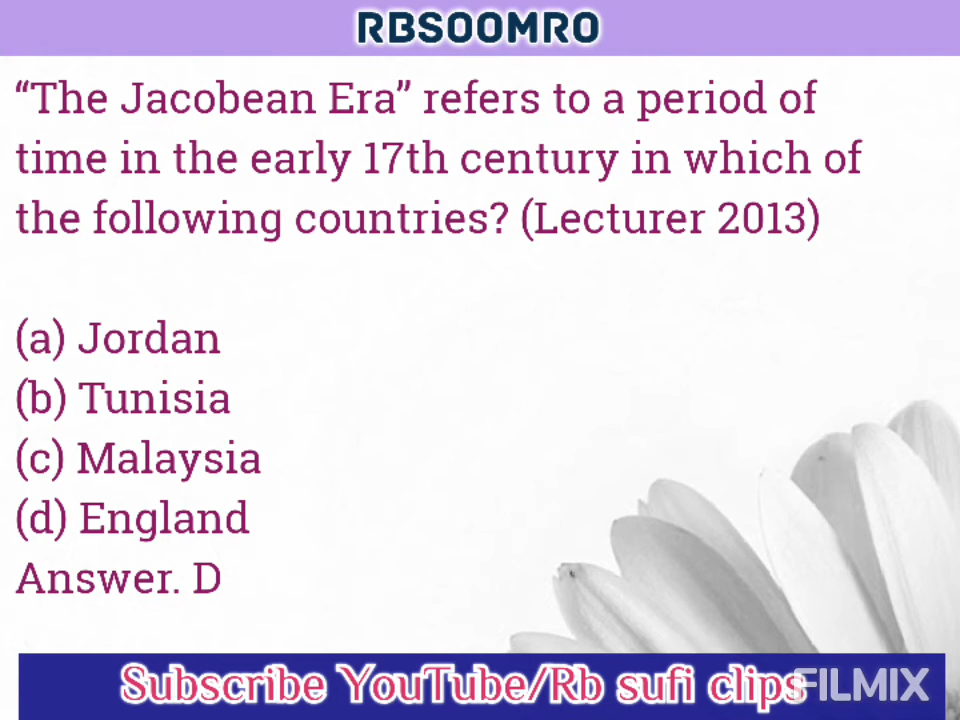 RBSOOMRO
“The Jacobean Era” refers to a period of
time in the early 17th century in which of
the following countries? (Lecturer 2013)
(a) Jordan
(b) Tunisia
(c) Malaysia
(d) England
Answer. D
Subscribe YouTube/Rb sufi clips
FILMIX